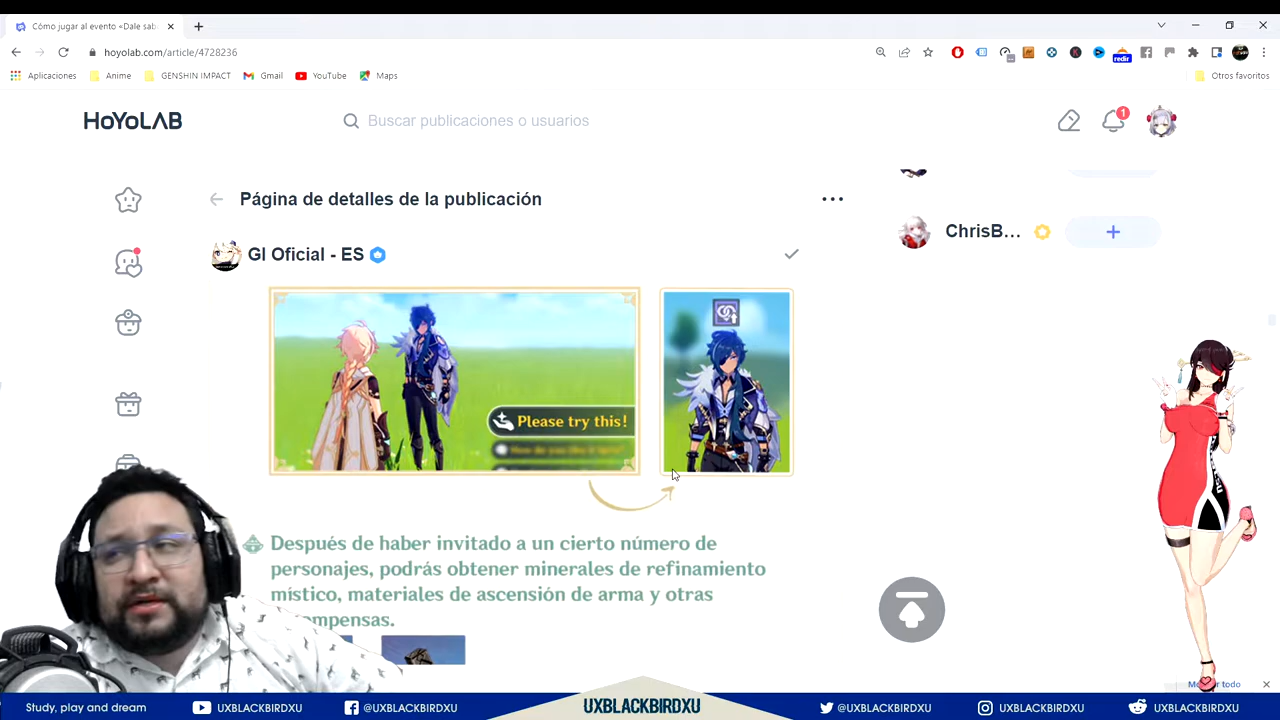 Cómo jugar al evento «Dale sab
hoyolab.com/article/4728236
redir
Aplicaciones
Anime
GENSHIN IMPACT
Gmail
YouTube
Maps
Otros favoritos
HoYoLAB
Buscar publicaciones o usuarios
1
Página de detalles de la publicación
ChrisB...
GI Oficial - ES
Please try this!
Después de haber invitado a un cierto número de
personajes, podrás obtener minerales de refinamiento
místico, materiales de ascensión de arma y otras
Study, play and dream
UXBLACKBIRDXU
@UXBLACKBIRDXU
UXBLACKBIRDXU
@UXBLACKBIRDXU
UXBLACKBIRDXU
UXBLACKBIRDXU